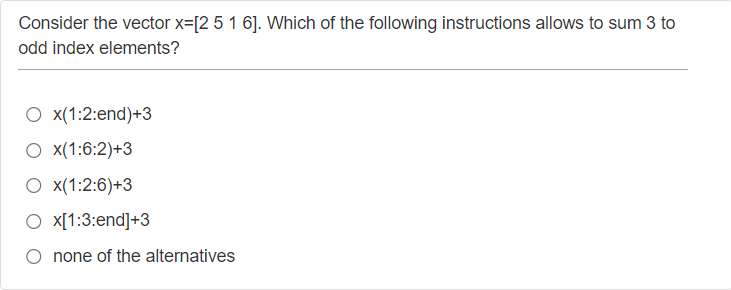 Consider the vector x=[2 5 1 6]. Which of the following instructions allows to sum 3 to
odd index elements?
x(1:2:end)+3
x(1:6:2)+3
x(1:2:6)+3
x[1:3:end]+3
none of the alternatives